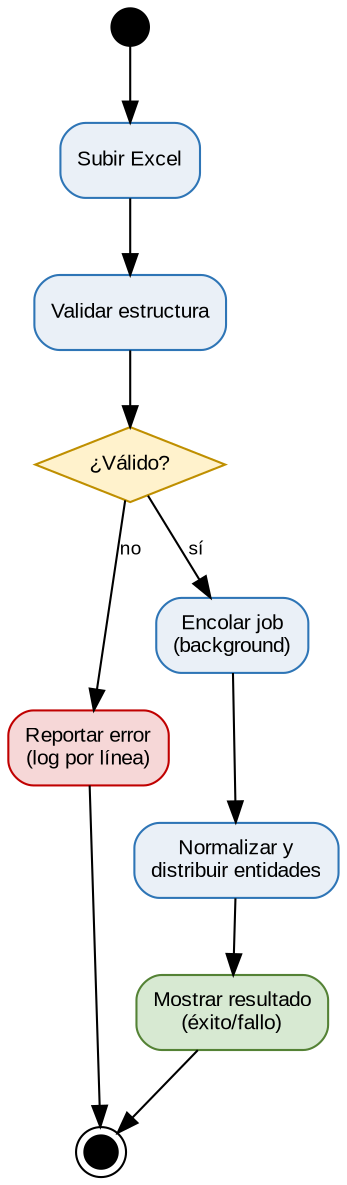 Subir Excel
Validar estructura
¿Válido?
no
sí
Encolar job
(background)
Reportar error
(log por línea)
Normalizar y
distribuir entidades
Mostrar resultado
(éxito/fallo)